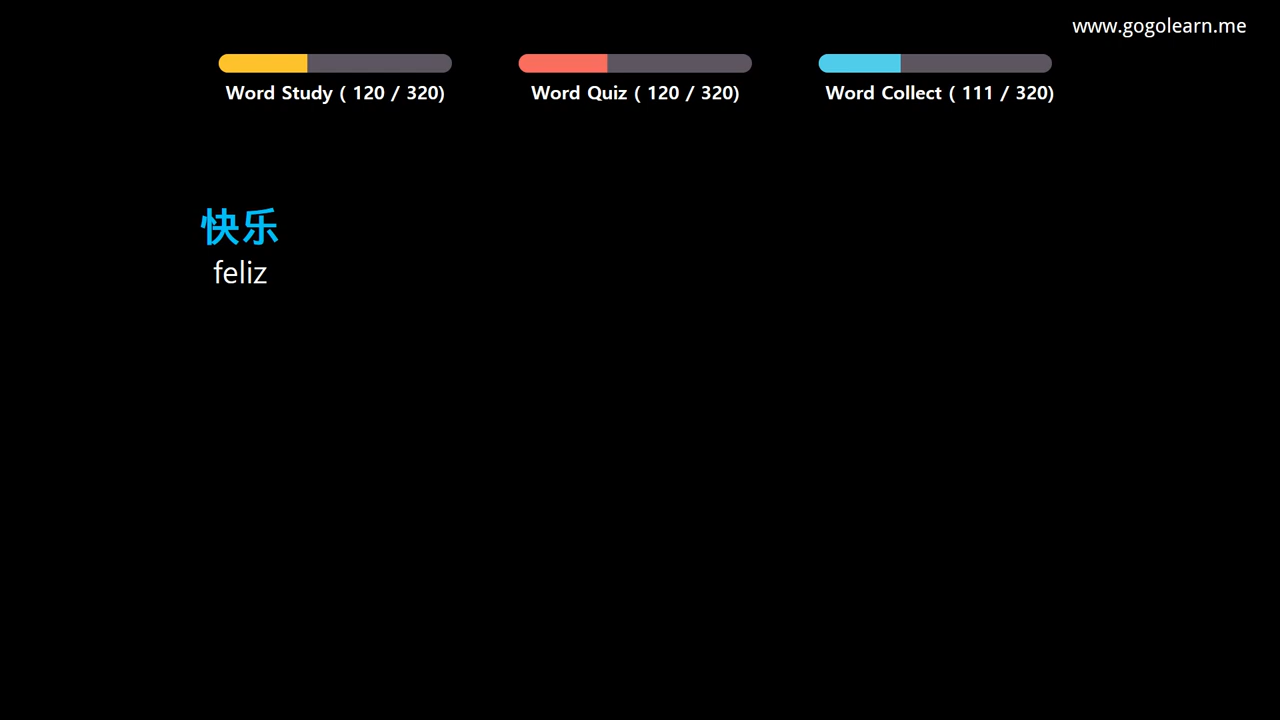 www.gogolearn.me
Word Study ( 120 / 320)
Word Quiz ( 120 / 320)
Word Collect ( 111 / 320)
快乐
feliz